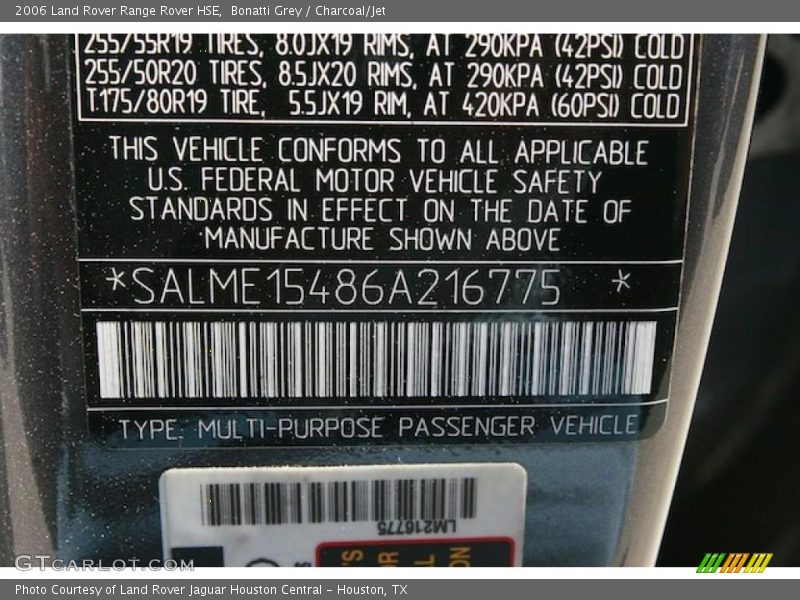 2006 Land Rover Range Rover HSE, Bonatti Grey / Charcoal/Jet
255/55R19 TIRES, 8.0JX19 RIMS, AT 290KPA (42PSI) COLD
255/50R20 TIRES, 8.5JX20 RIMS, AT 290KPA (42PSI) COLD
T.175/80R19 TIRE, 5.5JX19 RIM, AT 420KPA (60PSI) COLD
THIS VEHICLE CONFORMS TO ALL APPLICABLE
U.S. FEDERAL MOTOR VEHICLE SAFETY
STANDARDS IN EFFECT ON THE DATE OF
MANUFACTURE SHOWN ABOVE
*SALME15486A216775 *
TYPE: MULTI-PURPOSE PASSENGER VEHICLE
LM216775
GTCARLOT.COM
Photo Courtesy of Land Rover Jaguar Houston Central - Houston, TX